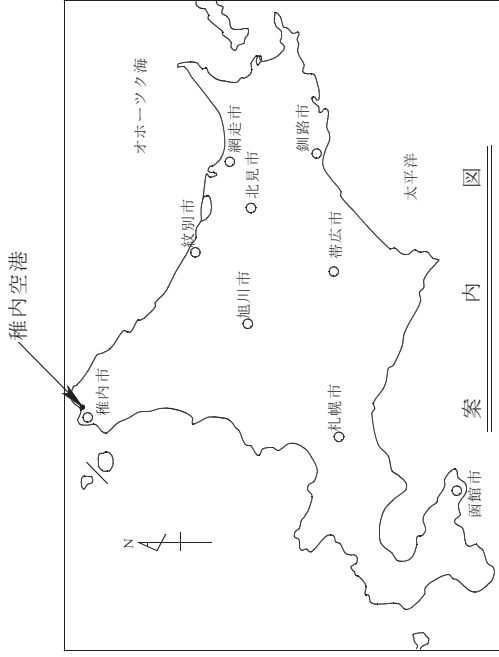 稚内空港
オホーツク海
網走市
北見市
紋別市
釧路市
太平洋
帯広市
旭川市
稚内市
札幌市
函館市
N
案内図